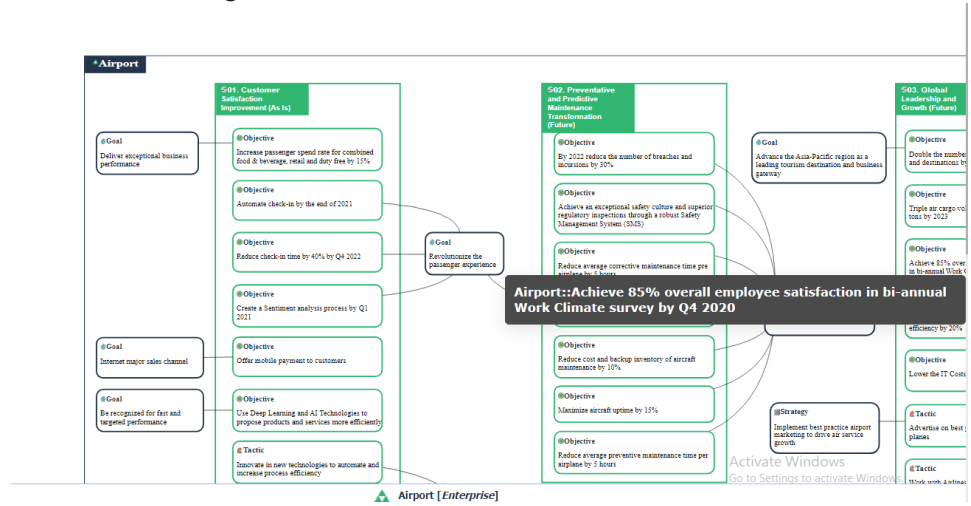 Airport
01. Customer
Satisfaction
Improvement (As Is)
Goal
Deliver exceptional business
performance
Objective
Increase passenger spend rate for combined
food & beverage, retail and duty free by 15%
Objective
Automate check-in by the end of 2021
Objective
Reduce check-in time by 40% by Q4 2022
Goal
Revolutionize the
passenger experience
Objective
Create a Sentiment analysis process by Q1
2021
Goal
Internet major sales channel
Objective
Offer mobile payment to customers
Goal
Be recognized for fast and
targeted performance
Objective
Use Deep Learning and AI Technologies to
propose products and services more efficiently
Tactic
Innovate in new technologies to automate and
increase process efficiency
02. Preventative
and Predictive
Maintenance
Transformation
(Future)
Objective
By 2022 reduce the number of breaches and
incursions by 30%
Objective
Achieve an exceptional safety culture and superior
regulatory inspections through a robust Safety
Management System (SMS)
Objective
Reduce average corrective maintenance time pre
airplane by 5 hours
Airport::Achieve 85% overall employee satisfaction in bi-annual
Work Climate survey by Q4 2020
Objective
Reduce cost and backup inventory of aircraft
maintenance by 10%
Objective
Maximize aircraft uptime by 15%
Objective
Reduce average preventive maintenance time per
airplane by 5 hours
Goal
Advance the Asia-Pacific region as a
leading tourism destination and business
gateway
Strategy
Implement best practice airport
marketing to drive air service
growth
03. Global
Leadership and
Growth (Future)
Objective
Double the number
and destinations by
Objective
Triple air cargo vo
tons by 2023
Objective
Achieve 85% over
in bi-annual Work C
efficiency by 20%
Objective
Lower the IT Costs
Tactic
Advertise on best
planes
Tactic
Work with Airlines
Activate Windows
Go to Settings to activate Windows.
Airport [Enterprise]